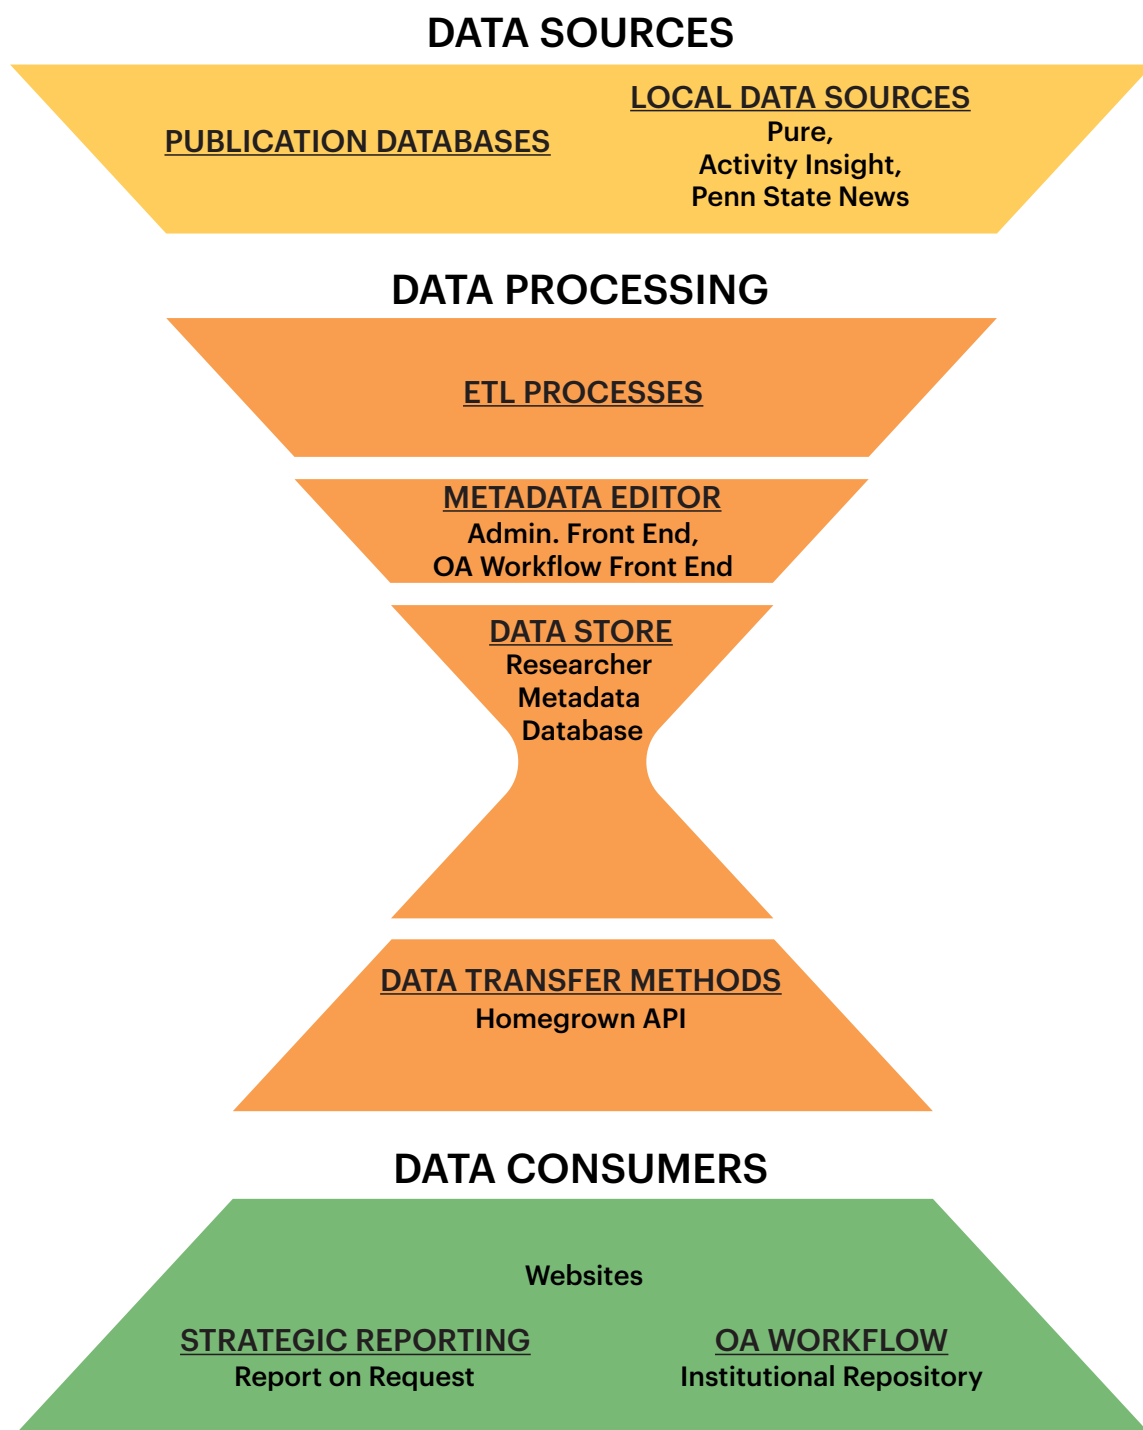 DATA SOURCES
PUBLICATION DATABASES
LOCAL DATA SOURCES
Pure,
Activity Insight,
Penn State News
DATA PROCESSING
ETL PROCESSES
METADATA EDITOR
Admin. Front End,
OA Workflow Front End
DATA STORE
Researcher
Metadata
Database
DATA TRANSFER METHODS
Homegrown API
DATA CONSUMERS
Websites
STRATEGIC REPORTING
Report on Request
OA WORKFLOW
Institutional Repository